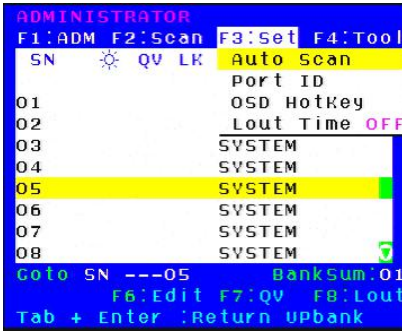 ADMINISTRATOR
F1:ADM F2:Scan F3:Set F4:Tool
SN QV LK Auto Scan
Port ID
01 OSD HotKey
02 Lout Time OFF
03 SYSTEM
04 SYSTEM
05 SYSTEM
06 SYSTEM
07 SYSTEM
08 SYSTEM
Goto SN ---05 BankSum:01
F6:Edit F7:QV F8:Lout
Tab + Enter :Return UPbank